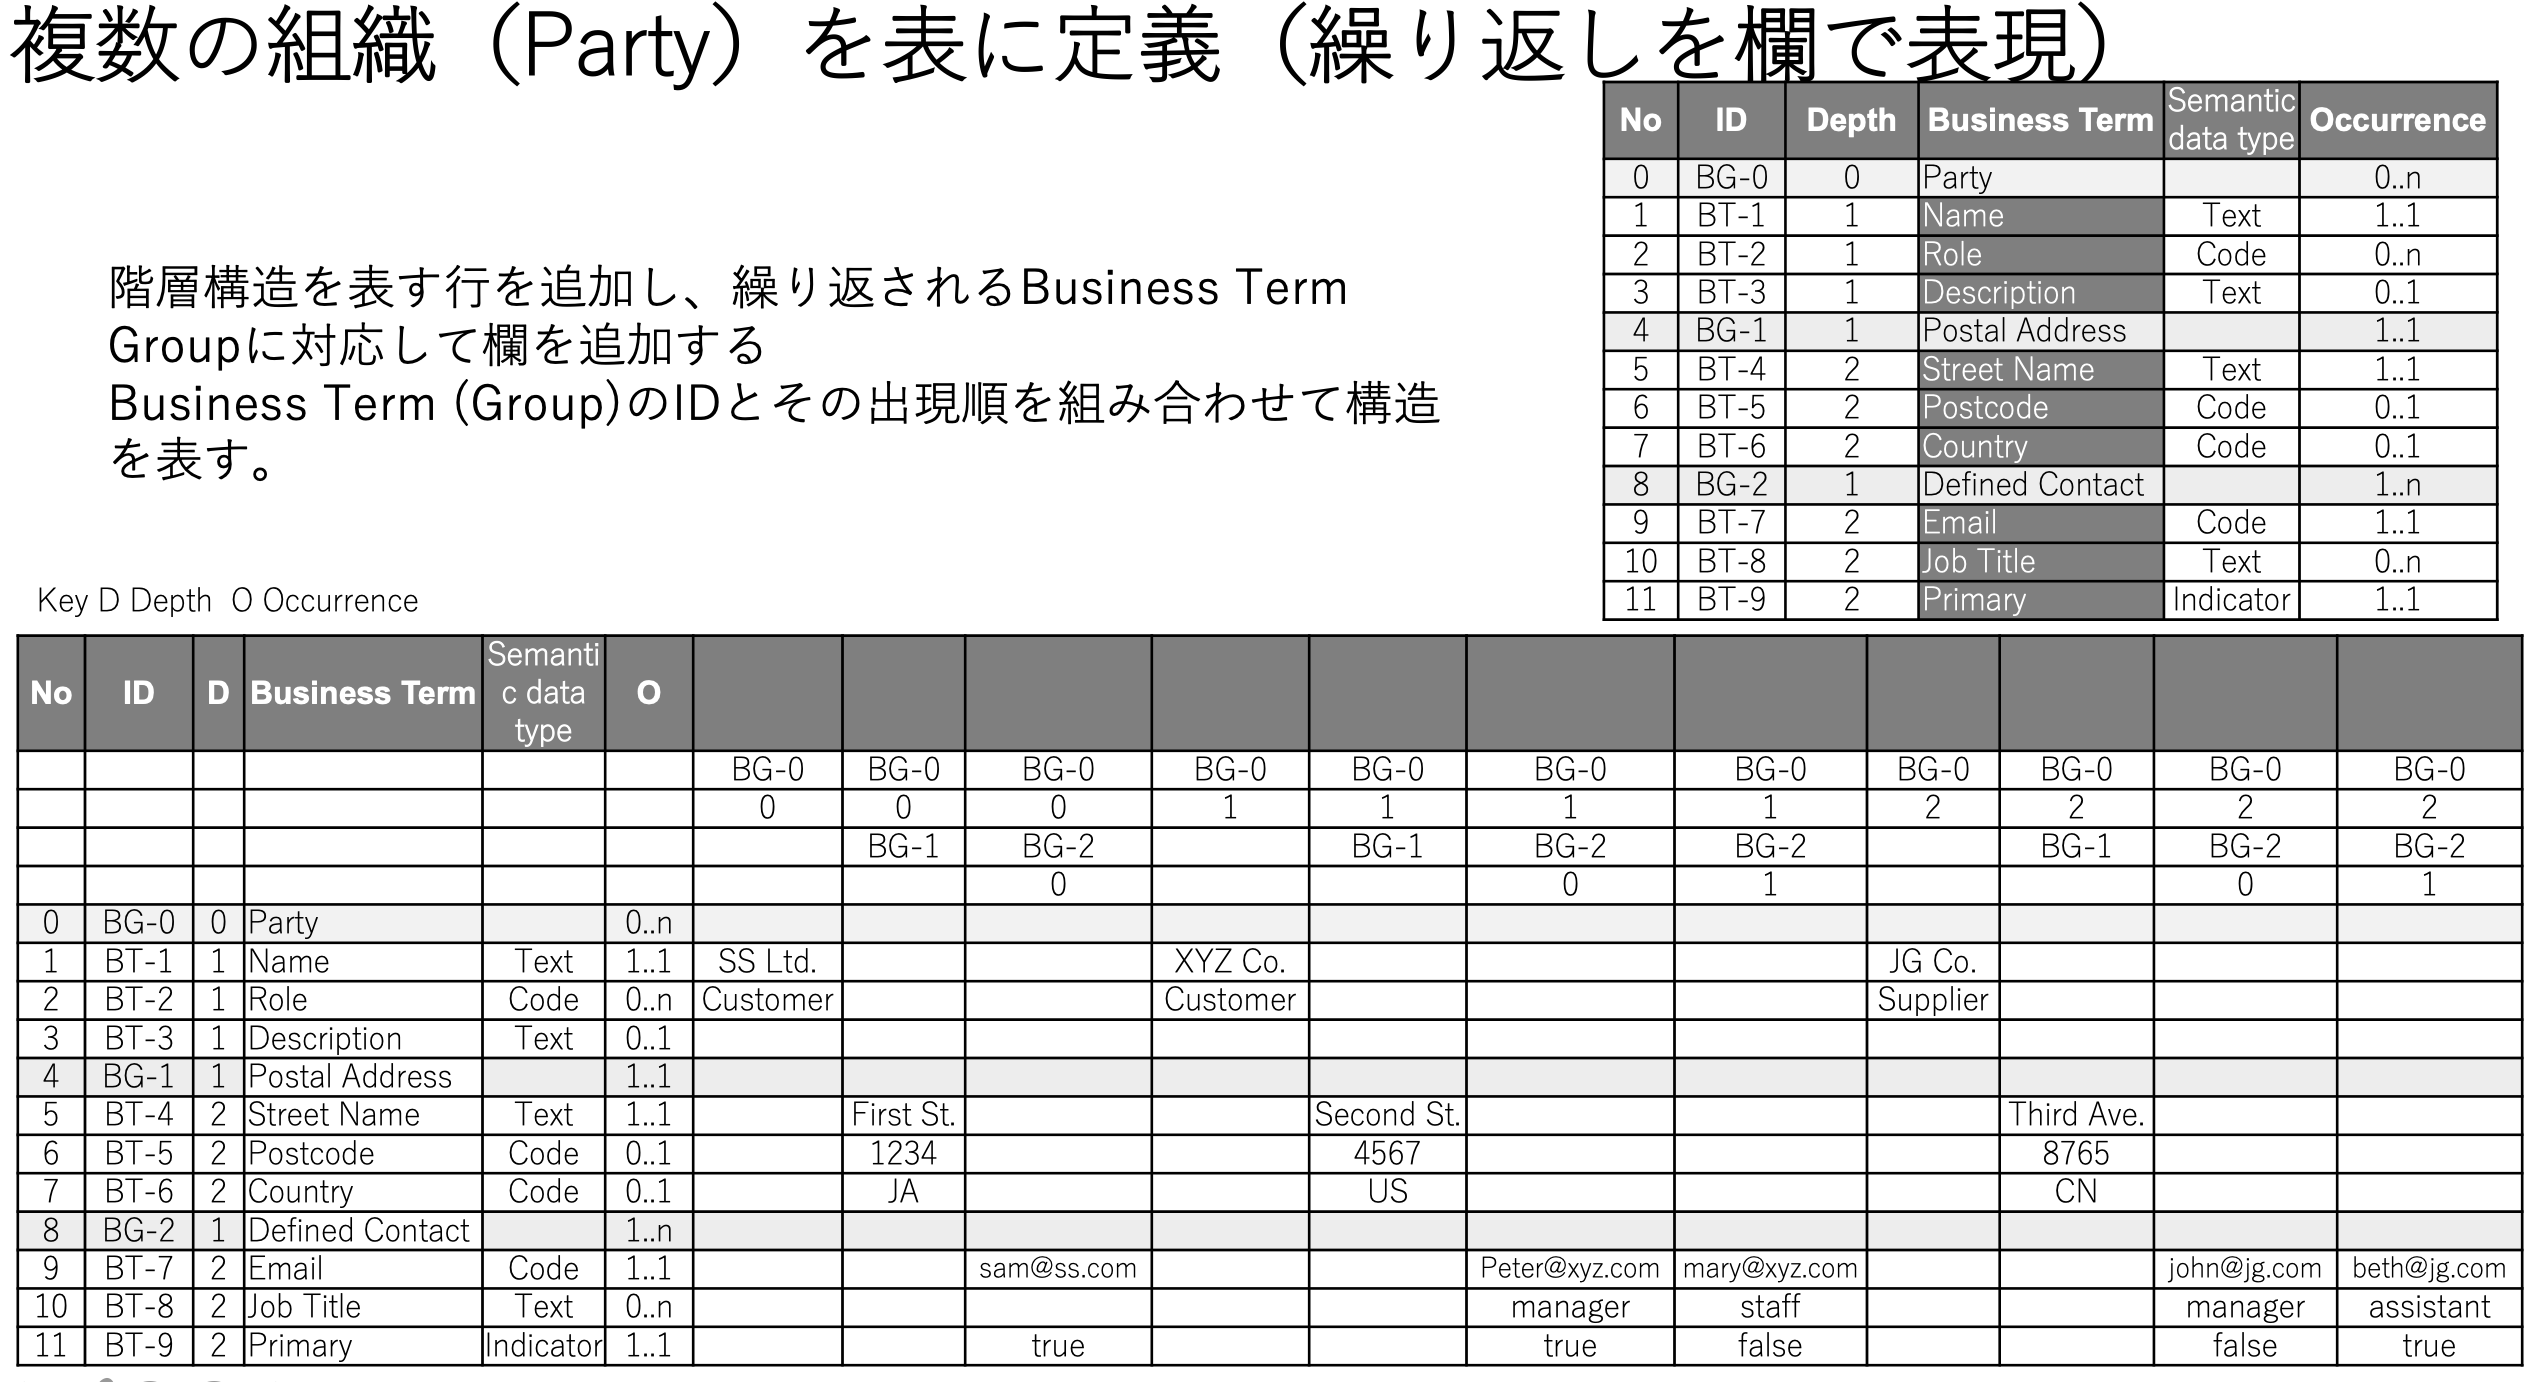 複数の組織（Party）を表に定義（繰り返しを欄で表現）
No ID Depth Business Term Semantic data type Occurrence
0 BG-0 0 Party 0..n
1 BT-1 1 Name Text 1..1
2 BT-2 1 Role Code 0..n
3 BT-3 1 Description Text 0..1
4 BG-1 1 Postal Address 1..1
5 BT-4 2 Street Name Text 1..1
6 BT-5 2 Postcode Code 0..1
7 BT-6 2 Country Code 0..1
8 BG-2 1 Defined Contact 1..n
9 BT-7 2 Email Code 1..1
10 BT-8 2 Job Title Text 0..n
11 BT-9 2 Primary Indicator 1..1
階層構造を表す行を追加し、繰り返されるBusiness Term
Groupに対応して欄を追加する
Business Term (Group)のIDとその出現順を組み合わせて構造
を表す。
Key D Depth O Occurrence
No ID D Business Term Semantic data type O
BG-0 BG-0 BG-0 BG-0 BG-0 BG-0 BG-0 BG-0 BG-0 BG-0 BG-0
0 0 0 1 1 1 1 2 2 2 2
BG-1 BG-2 BG-1 BG-2 BG-2 BG-1 BG-2 BG-2
0 0 1 0 1
0 BG-0 0 Party 0..n
1 BT-1 1 Name Text 1..1 SS Ltd. XYZ Co. JG Co.
2 BT-2 1 Role Code 0..n Customer Customer Supplier
3 BT-3 1 Description Text 0..1
4 BG-1 1 Postal Address 1..1
5 BT-4 2 Street Name Text 1..1 First St. Second St. Third Ave.
6 BT-5 2 Postcode Code 0..1 1234 4567 8765
7 BT-6 2 Country Code 0..1 JA US CN
8 BG-2 1 Defined Contact 1..n
9 BT-7 2 Email Code 1..1 sam@ss.com Peter@xyz.com mary@xyz.com john@jg.com beth@jg.com
10 BT-8 2 Job Title Text 0..n manager staff manager assistant
11 BT-9 2 Primary Indicator 1..1 true true false false true